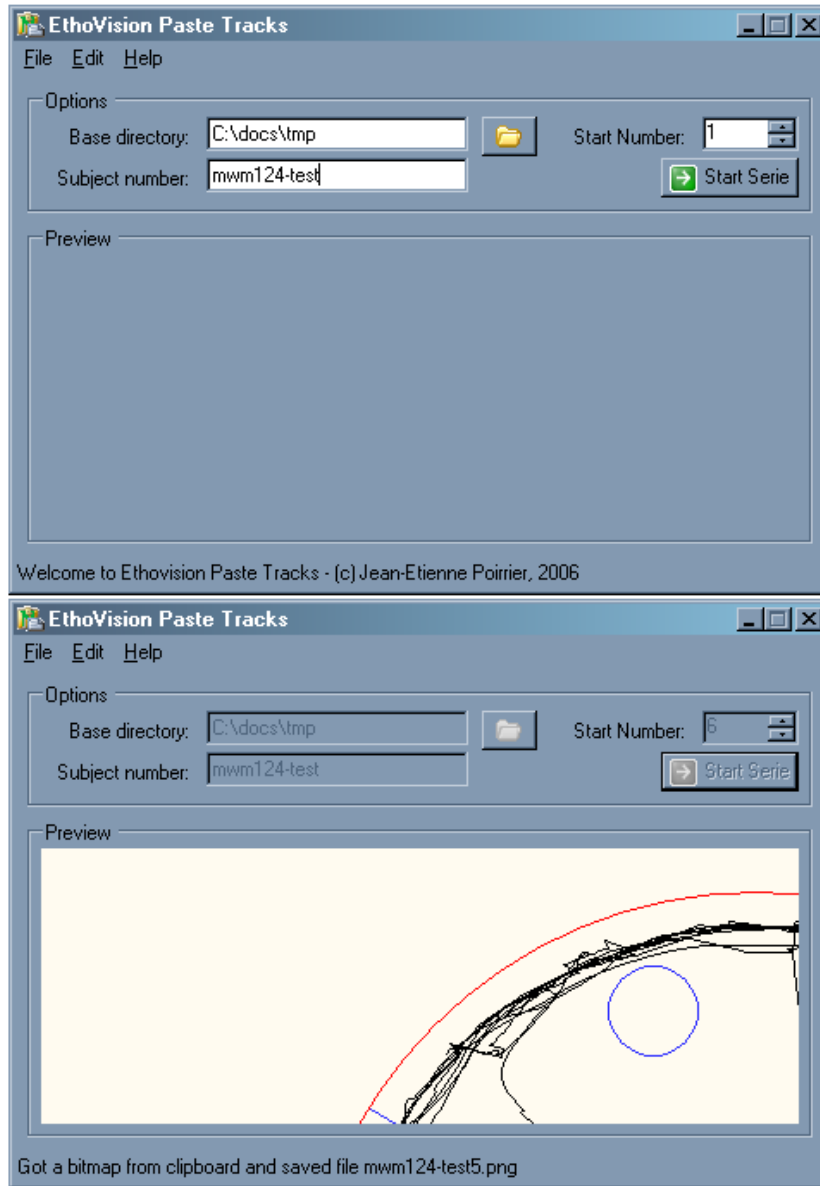 EthoVision Paste Tracks
File Edit Help
Options
Base directory: C:\docs\tmp Start Number: 1
Subject number: mwm124-test Start Serie
Preview
Welcome to Ethovision Paste Tracks - (c) Jean-Etienne Poirrier, 2006
EthoVision Paste Tracks
File Edit Help
Options
Base directory: C:\docs\tmp Start Number: 6
Subject number: mwm124-test Start Serie
Preview
Got a bitmap from clipboard and saved file mwm124-test5.png